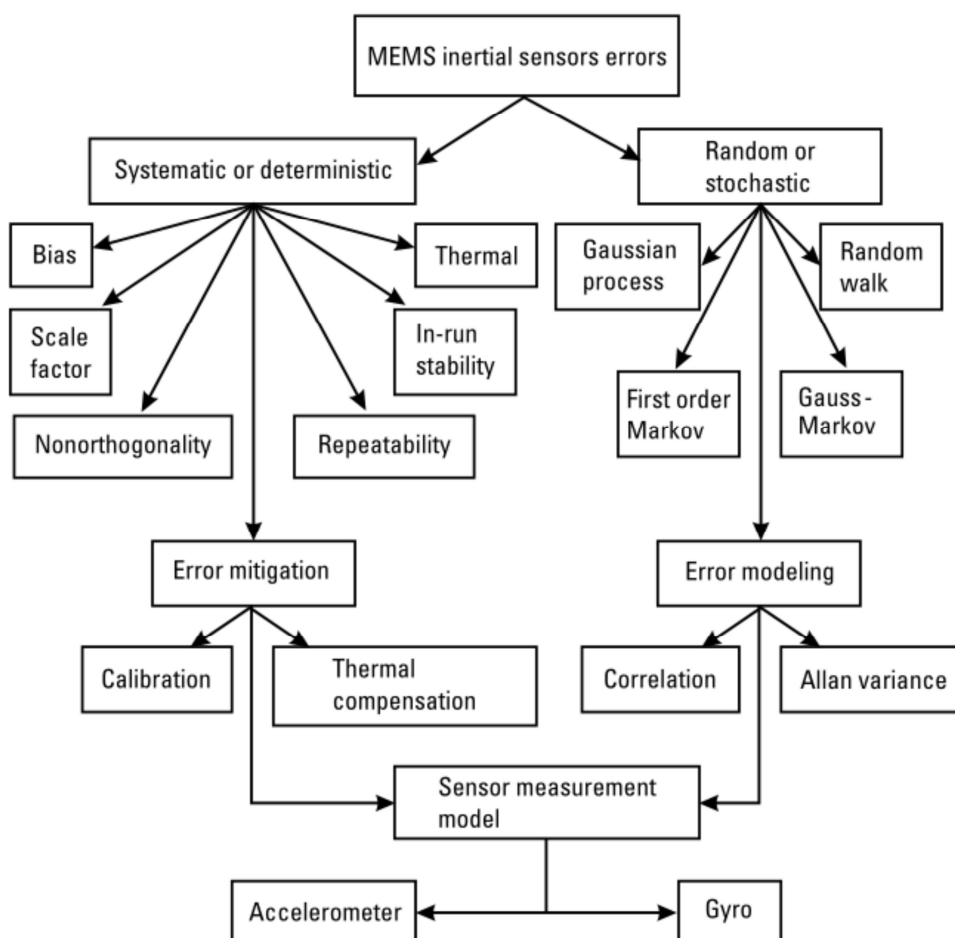 MEMS inertial sensors errors
Systematic or deterministic
Random or
stochastic
Bias
Thermal
Gaussian
process
Random
walk
Scale
factor
In-run
stability
First order
Markov
Gauss-
Markov
Nonorthogonality
Repeatability
Error mitigation
Error modeling
Calibration
Thermal
compensation
Correlation
Allan variance
Sensor measurement
model
Accelerometer
Gyro